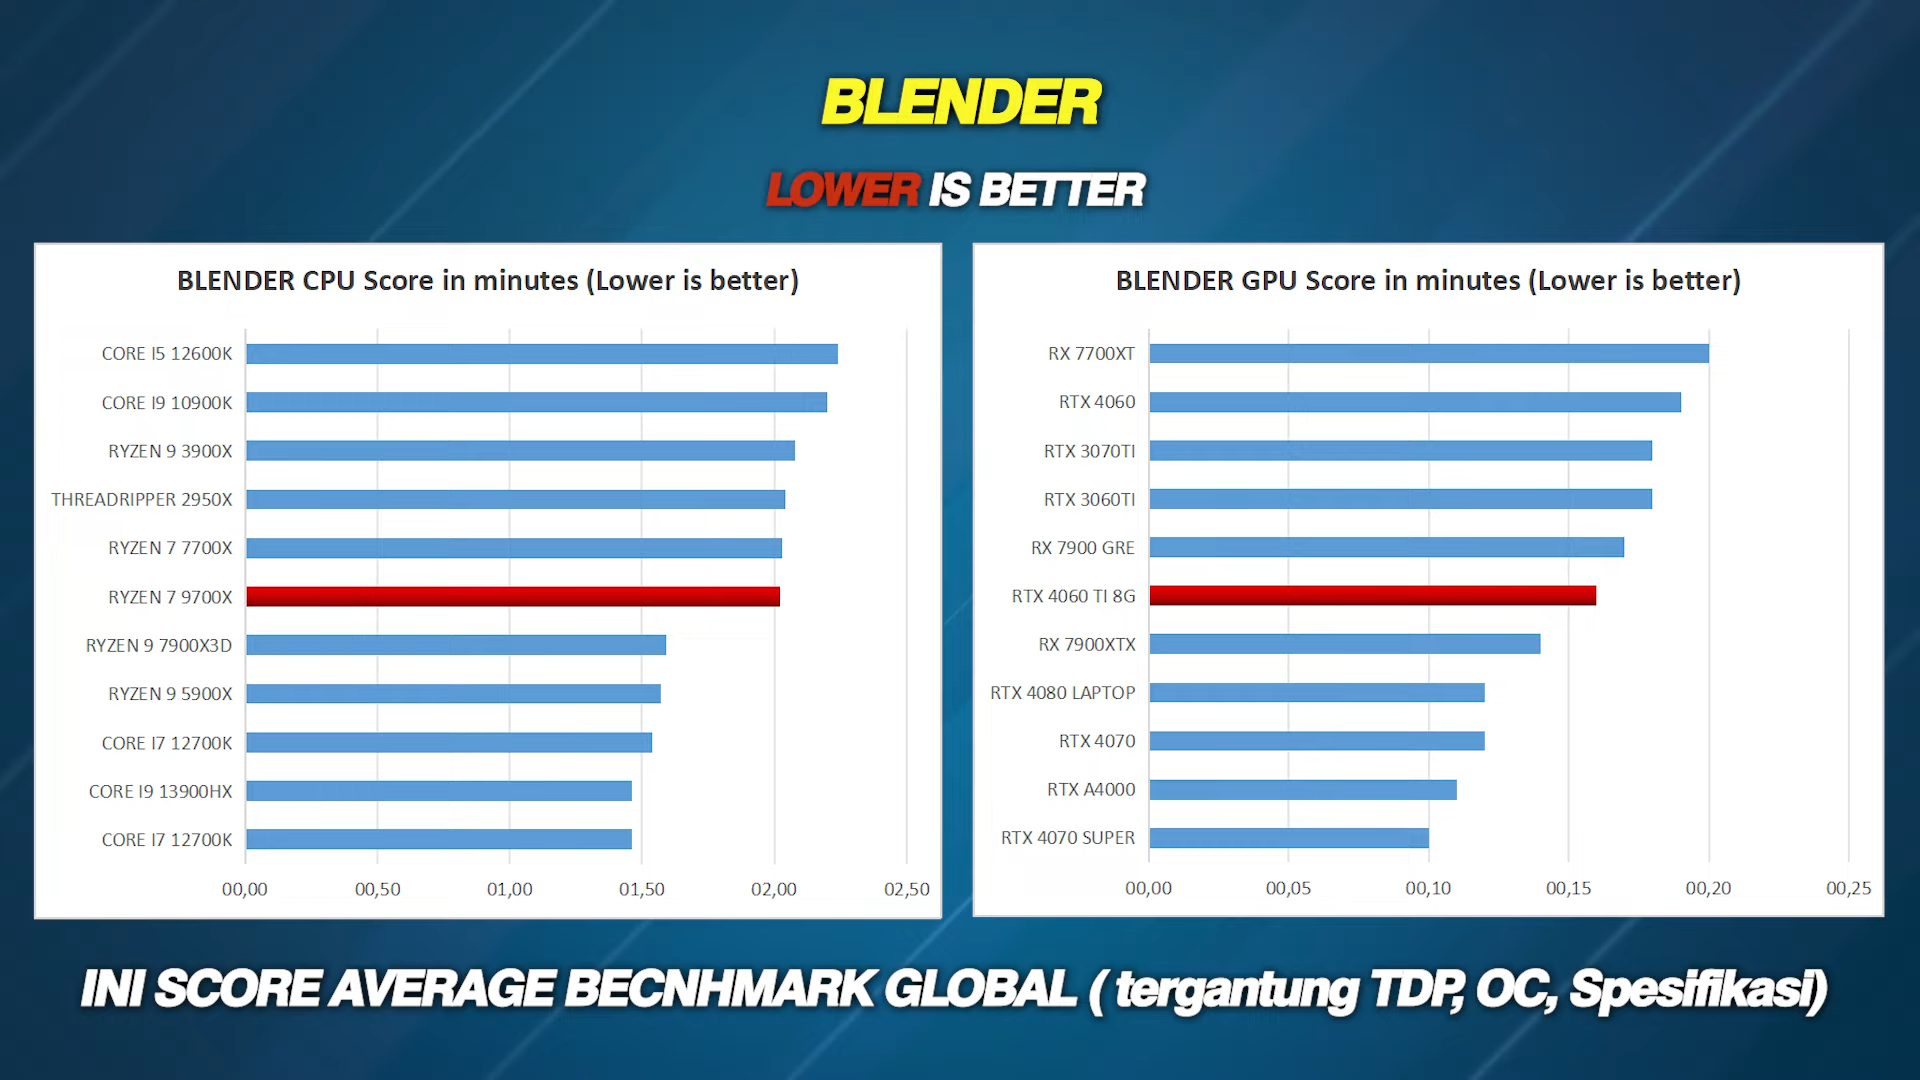 BLENDER
LOWER IS BETTER
BLENDER CPU Score in minutes (Lower is better)
CORE I5 12600K
CORE I9 10900K
RYZEN 9 3900X
THREADRIPPER 2950X
RYZEN 7 7700X
RYZEN 7 9700X
RYZEN 9 7900X3D
RYZEN 9 5900X
CORE I7 12700K
CORE I9 13900HX
CORE I7 12700K
00,00 00,50 01,00 01,50 02,00 02,50
BLENDER GPU Score in minutes (Lower is better)
RX 7700XT
RTX 4060
RTX 3070TI
RTX 3060TI
RX 7900 GRE
RTX 4060 TI 8G
RX 7900XTX
RTX 4080 LAPTOP
RTX 4070
RTX A4000
RTX 4070 SUPER
00,00 00,05 00,10 00,15 00,20 00,25
INI SCORE AVERAGE BECNHMARK GLOBAL ( tergantung TDP, OC, Spesifikasi)